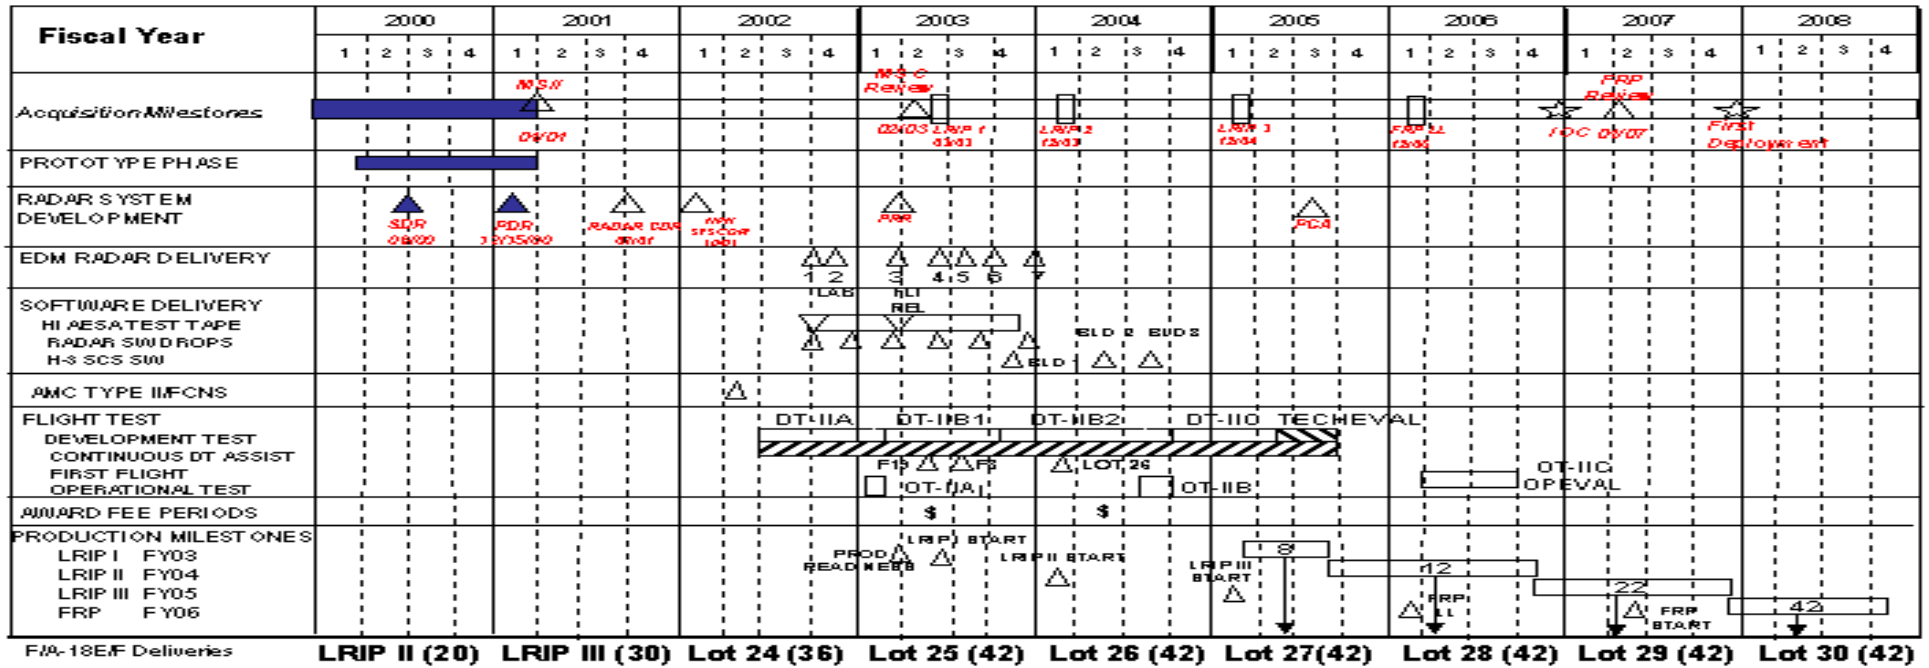 Fiscal Year
2000 2001 2002 2003 2004 2005 2006 2007 2008
1 2 3 4 1 2 3 4 1 2 3 4 1 2 3 4 1 2 3 4 1 2 3 4 1 2 3 4 1 2 3 4 1 2 3 4
MS II
MS C
Review
FRP
Review
Acquisition Milestones
02/03 LRIP 1
LRIP 2
FRP LL
IOC
First
Deployment
PROTOTYPE PHASE
RADAR SYSTEM
DEVELOPMENT
SDR
PDR
RADAR CDR
PRR
PCA
EDM RADAR DELIVERY
1 2 3 4 5 6 7
LAB
REL
SOFTWARE DELIVERY
HI AESA TEST TAPE
RADAR SW DROPS
H-3 SCS SW
BLD 1
AMC TYPE II/FCNS
FLIGHT TEST
DT-IIA DT-IIB1 DT-IIB2 TECHEVAL
DEVELOPMENT TEST
CONTINUOUS DT ASSIST
FIRST FLIGHT
LOT 26
OPERATIONAL TEST
OT-IIA OT-IIB
OT-IIC
OPEVAL
AWARD FEE PERIODS
$ $
PRODUCTION MILESTONES
LRIP I FY03
LRIP II FY04
LRIP III FY05
FRP FY06
PROD
READINESS
LRIP I START
LRIP II START
LRIP III
START
8
12
22
42
FRP
LL
FRP
START
F/A-18E/F Deliveries
LRIP II (20) LRIP III (30) Lot 24 (36) Lot 25 (42) Lot 26 (42) Lot 27(42) Lot 28 (42) Lot 29 (42) Lot 30 (42)